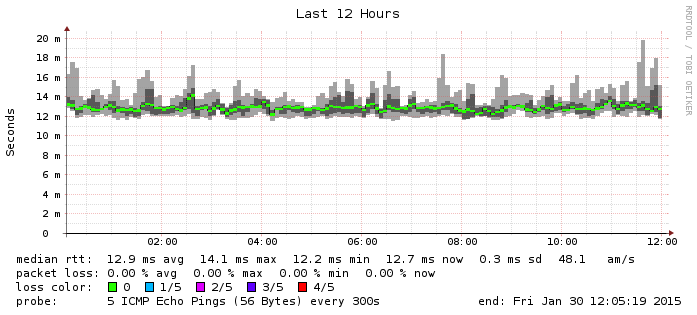 Last 12 Hours
RRDTOOL / TOBI OETIKER
Seconds
20 m
18 m
16 m
14 m
12 m
10 m
8 m
6 m
4 m
2 m
0
02:00 04:00 06:00 08:00 10:00 12:00
median rtt: 12.9 ms avg 14.1 ms max 12.2 ms min 12.7 ms now 0.3 ms sd 48.1 am/s
packet loss: 0.00 % avg 0.00 % max 0.00 % min 0.00 % now
loss color: 0 1/5 2/5 3/5 4/5
probe: 5 ICMP Echo Pings (56 Bytes) every 300s end: Fri Jan 30 12:05:19 2015